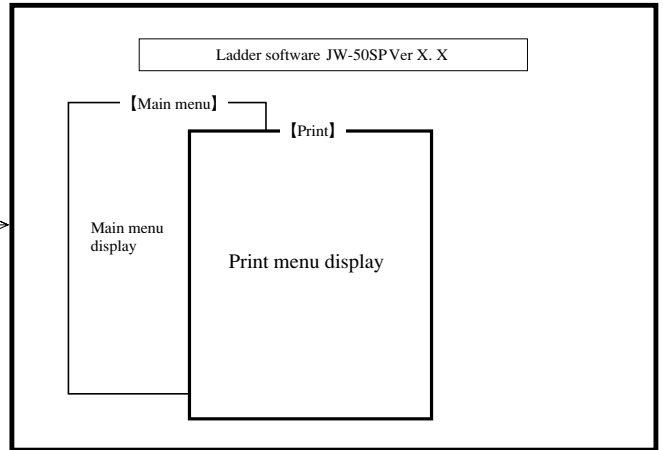 Ladder software JW-50SP Ver X. X
【Main menu】
【Print】
Main menu
display
Print menu display